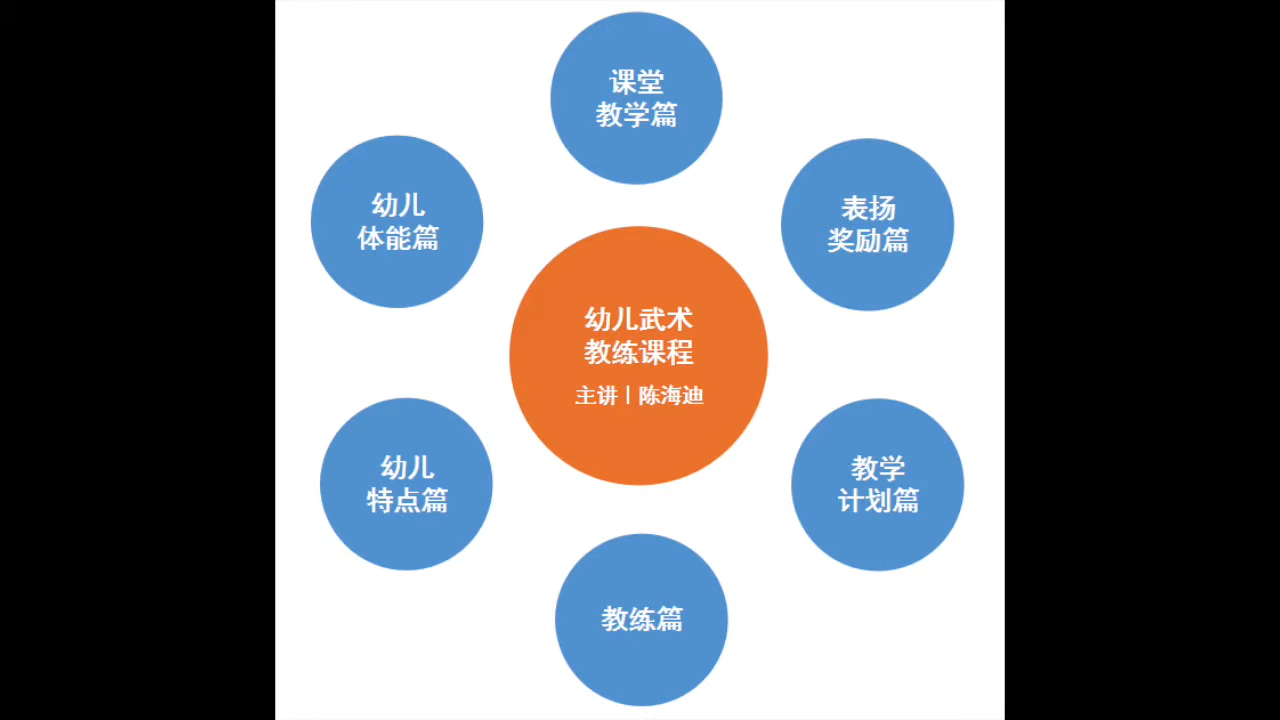 课堂
教学篇
幼儿
体能篇
表扬
奖励篇
幼儿武术
教练课程
主讲 | 陈海迪
幼儿
特点篇
教学
计划篇
教练篇